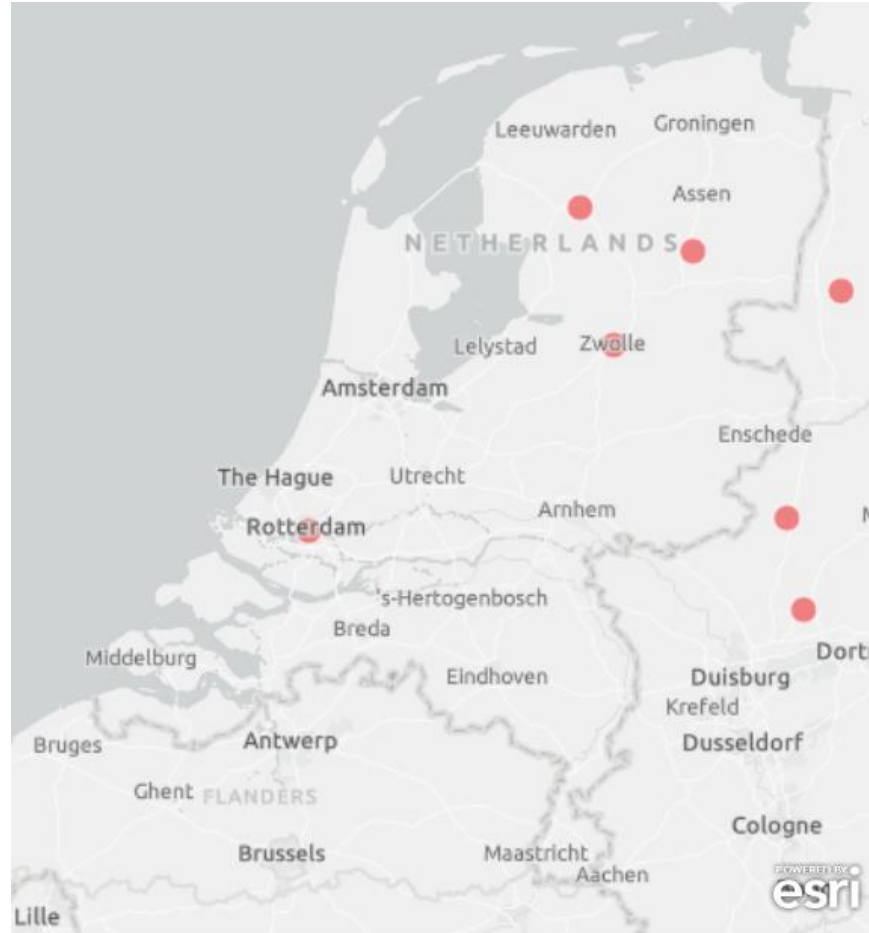 Leeuwarden
Groningen
Assen
NETHERLANDS
Lelystad
Zwolle
Amsterdam
Enschede
The Hague
Utrecht
Arnhem
Rotterdam
M
's-Hertogenbosch
Breda
Middelburg
Eindhoven
Dort
Duisburg
Krefeld
Bruges
Antwerp
Dusseldorf
Ghent
FLANDERS
Cologne
Brussels
Maastricht
Aachen
POWERED BY
esri
Lille